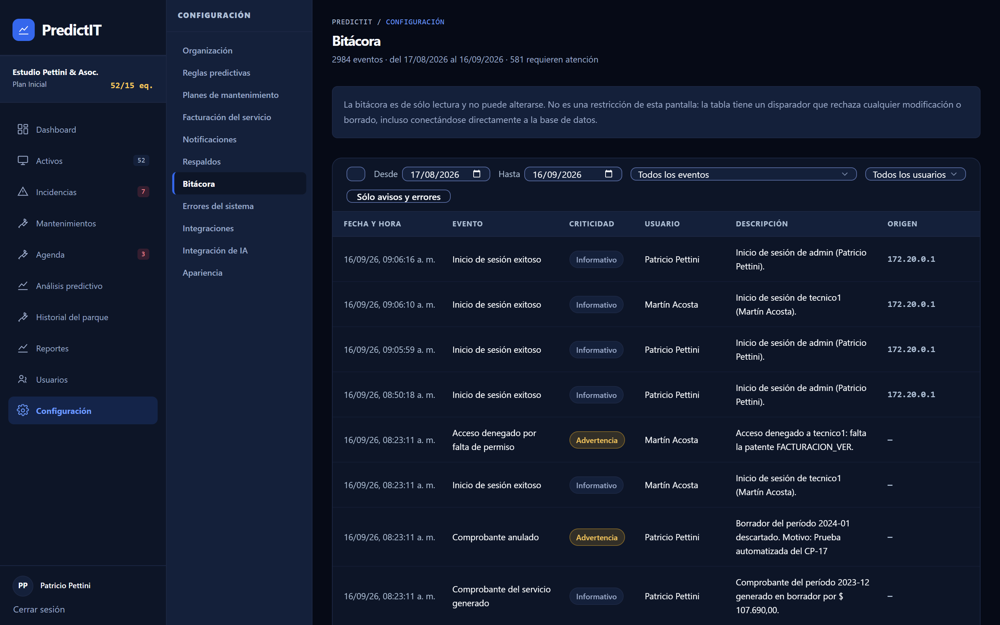 PredictIT
Estudio Pettini & Asoc.
Plan Inicial
52/15 eq.
Dashboard
Activos 52
Incidencias 7
Mantenimientos
Agenda 3
Análisis predictivo
Historial del parque
Reportes
Usuarios
Configuración
PP Patricio Pettini
Cerrar sesión
CONFIGURACIÓN
Organización
Reglas predictivas
Planes de mantenimiento
Facturación del servicio
Notificaciones
Respaldos
Bitácora
Errores del sistema
Integraciones
Integración de IA
Apariencia
PREDICTIT / CONFIGURACIÓN
Bitácora
2984 eventos · del 17/08/2026 al 16/09/2026 · 581 requieren atención
La bitácora es de sólo lectura y no puede alterarse. No es una restricción de esta pantalla: la tabla tiene un disparador que rechaza cualquier modificación o
borrado, incluso conectándose directamente a la base de datos.
Desde 17/08/2026 Hasta 16/09/2026 Todos los eventos Todos los usuarios
Sólo avisos y errores
FECHA Y HORA EVENTO CRITICIDAD USUARIO DESCRIPCIÓN ORIGEN
16/09/26, 09:06:16 a. m. Inicio de sesión exitoso Informativo Patricio Pettini Inicio de sesión de admin (Patricio
Pettini). 172.20.0.1
16/09/26, 09:06:10 a. m. Inicio de sesión exitoso Informativo Martín Acosta Inicio de sesión de tecnico1
(Martín Acosta). 172.20.0.1
16/09/26, 09:05:59 a. m. Inicio de sesión exitoso Informativo Patricio Pettini Inicio de sesión de admin (Patricio
Pettini). 172.20.0.1
16/09/26, 08:50:18 a. m. Inicio de sesión exitoso Informativo Patricio Pettini Inicio de sesión de admin (Patricio
Pettini). 172.20.0.1
16/09/26, 08:23:11 a. m. Acceso denegado por
falta de permiso Advertencia Martín Acosta Acceso denegado a tecnico1: falta
la patente FACTURACION_VER. –
16/09/26, 08:23:11 a. m. Inicio de sesión exitoso Informativo Martín Acosta Inicio de sesión de tecnico1
(Martín Acosta). –
16/09/26, 08:23:11 a. m. Comprobante anulado Advertencia Patricio Pettini Borrador del período 2024-01
descartado. Motivo: Prueba
automatizada del CP-17 –
16/09/26, 08:23:11 a. m. Comprobante del servicio
generado Informativo Patricio Pettini Comprobante del período 2023-12
generado en borrador por $
107.690,00. –